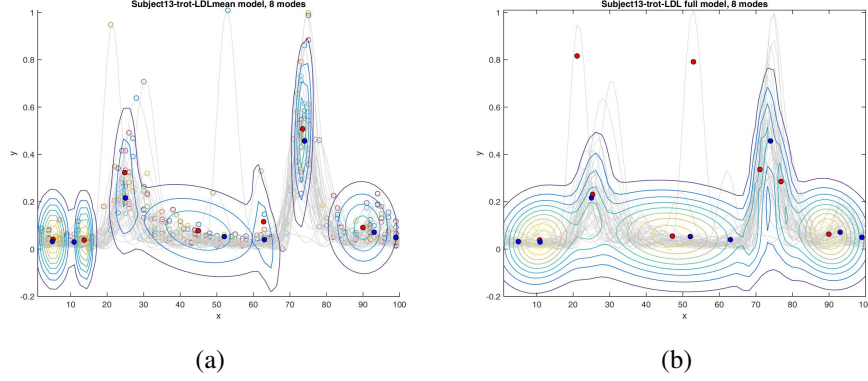 Subject13-trot-LDLmean model, 8 modes
1
0.8
0.6
y
0.4
0.2
0
-0.2
10 20 30 40 50 60 70 80 90 100
x
(a)
Subject13-trot-LDL full model, 8 modes
1
0.8
0.6
y
0.4
0.2
0
-0.2
10 20 30 40 50 60 70 80 90 100
x
(b)